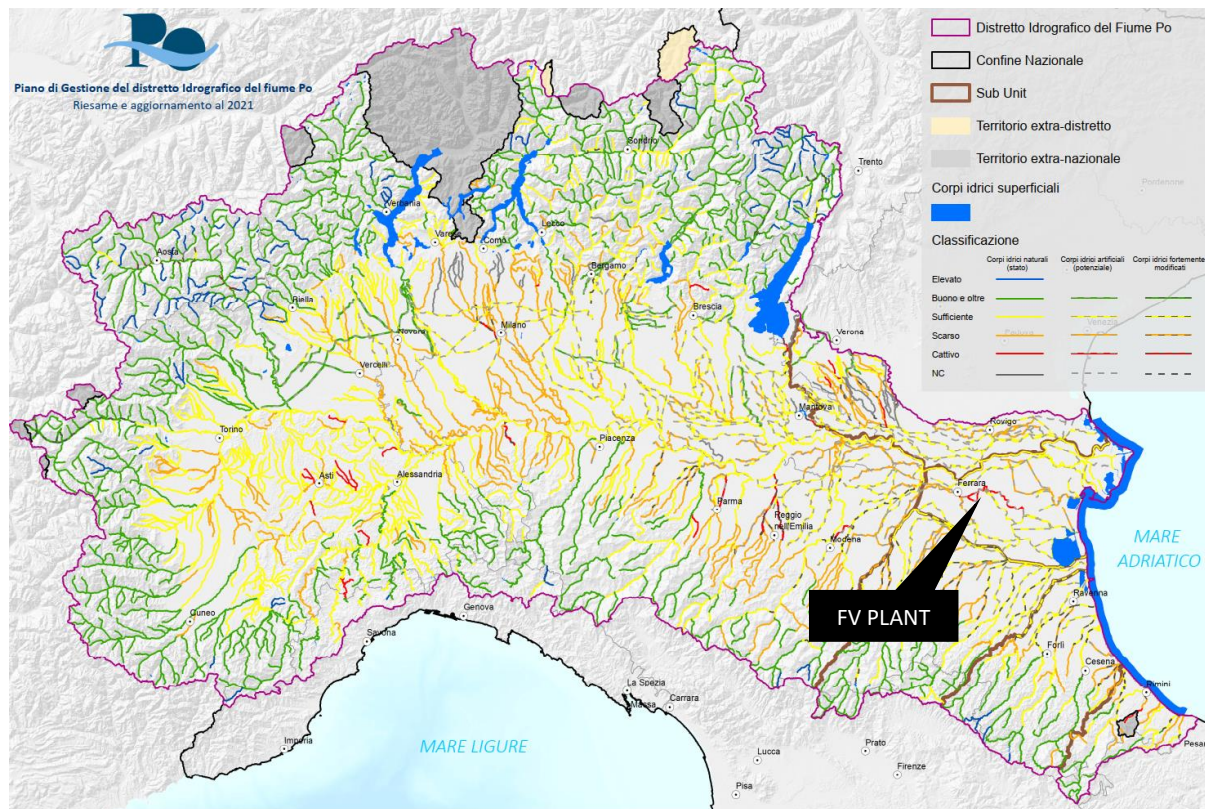 Po
Piano di Gestione del distretto Idrografico del fiume Po
Riesame e aggiornamento al 2021
Distretto Idrografico del Fiume Po
Confine Nazionale
Sub Unit
Territorio extra-distretto
Territorio extra-nazionale
Corpi idrici superficiali
Classificazione
Corpi idrici naturali
(stato)
Corpi idrici artificiali
(potenziale)
Corpi idrici fortemente
modificati
Elevato
Buono e oltre
Sufficiente
Scarso
Cattivo
NC
Pordenone
Padova
Venezia
Sondrio
Trento
Verbania
Varese
Como
Lecco
Aosta
Bergamo
Biella
Brescia
Milano
Novara
Verona
Vercelli
Mantova
Rovigo
Torino
Piacenza
Asti
Alessandria
Ferrara
Parma
Reggio
nell'Emilia
Modena
MARE
ADRIATICO
FV PLANT
Ravenna
Cuneo
Genova
Savona
Forlì
Cesena
Rimini
La Spezia
Massa
Carrara
Pesar
Imperia
MARE LIGURE
Lucca
Prato
Firenze
Pisa